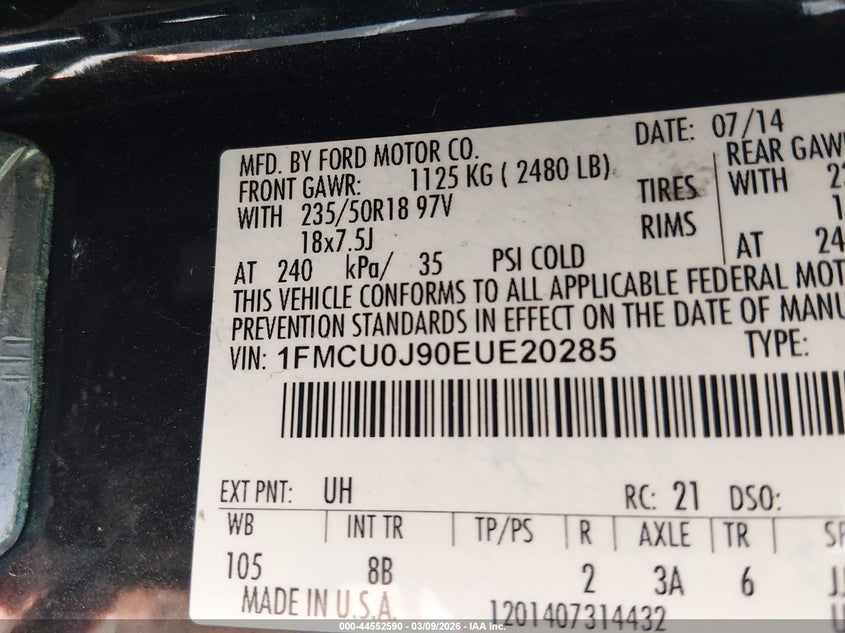 DATE: 07/14
MFD. BY FORD MOTOR CO.
FRONT GAWR: 1125 KG ( 2480 LB)
REAR GAWR
WITH 235/50R18 97V TIRES WITH
18x7.5J RIMS
AT 240 kPa/ 35 PSI COLD AT 24
THIS VEHICLE CONFORMS TO ALL APPLICABLE FEDERAL MOT
PREVENTION STANDARDS IN EFFECT ON THE DATE OF MANU
VIN: 1FMCU0J90EUE20285 TYPE:
EXT PNT: UH RC: 21 DSO:
WB INT TR TP/PS R AXLE TR SP
105 8B 2 3A 6
MADE IN U.S.A. 1201407314432
000-44552590 — 03/09/2026 — IAA Inc.